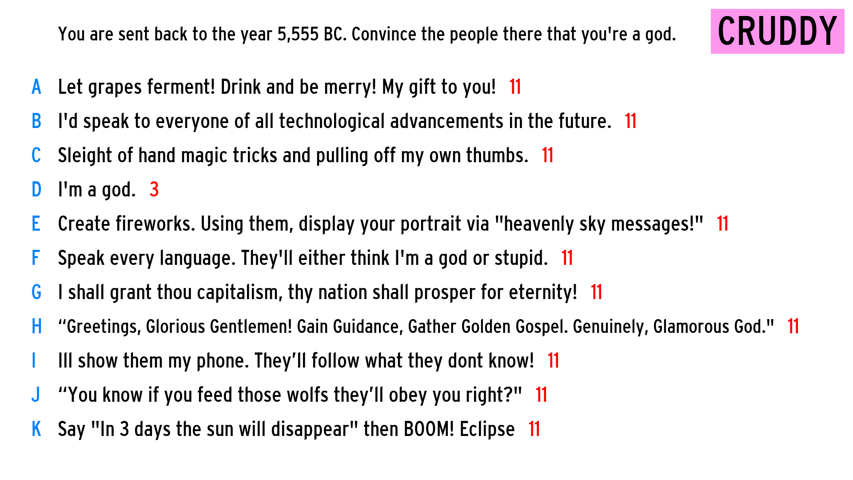 You are sent back to the year 5,555 BC. Convince the people there that you're a god.
CRUDDY
A Let grapes ferment! Drink and be merry! My gift to you! 11
B I'd speak to everyone of all technological advancements in the future. 11
C Sleight of hand magic tricks and pulling off my own thumbs. 11
D I'm a god. 3
E Create fireworks. Using them, display your portrait via "heavenly sky messages!" 11
F Speak every language. They'll either think I'm a god or stupid. 11
G I shall grant thou capitalism, thy nation shall prosper for eternity! 11
H “Greetings, Glorious Gentlemen! Gain Guidance, Gather Golden Gospel. Genuinely, Glamorous God." 11
I Ill show them my phone. They’ll follow what they dont know! 11
J “You know if you feed those wolfs they’ll obey you right?" 11
K Say "In 3 days the sun will disappear" then BOOM! Eclipse 11